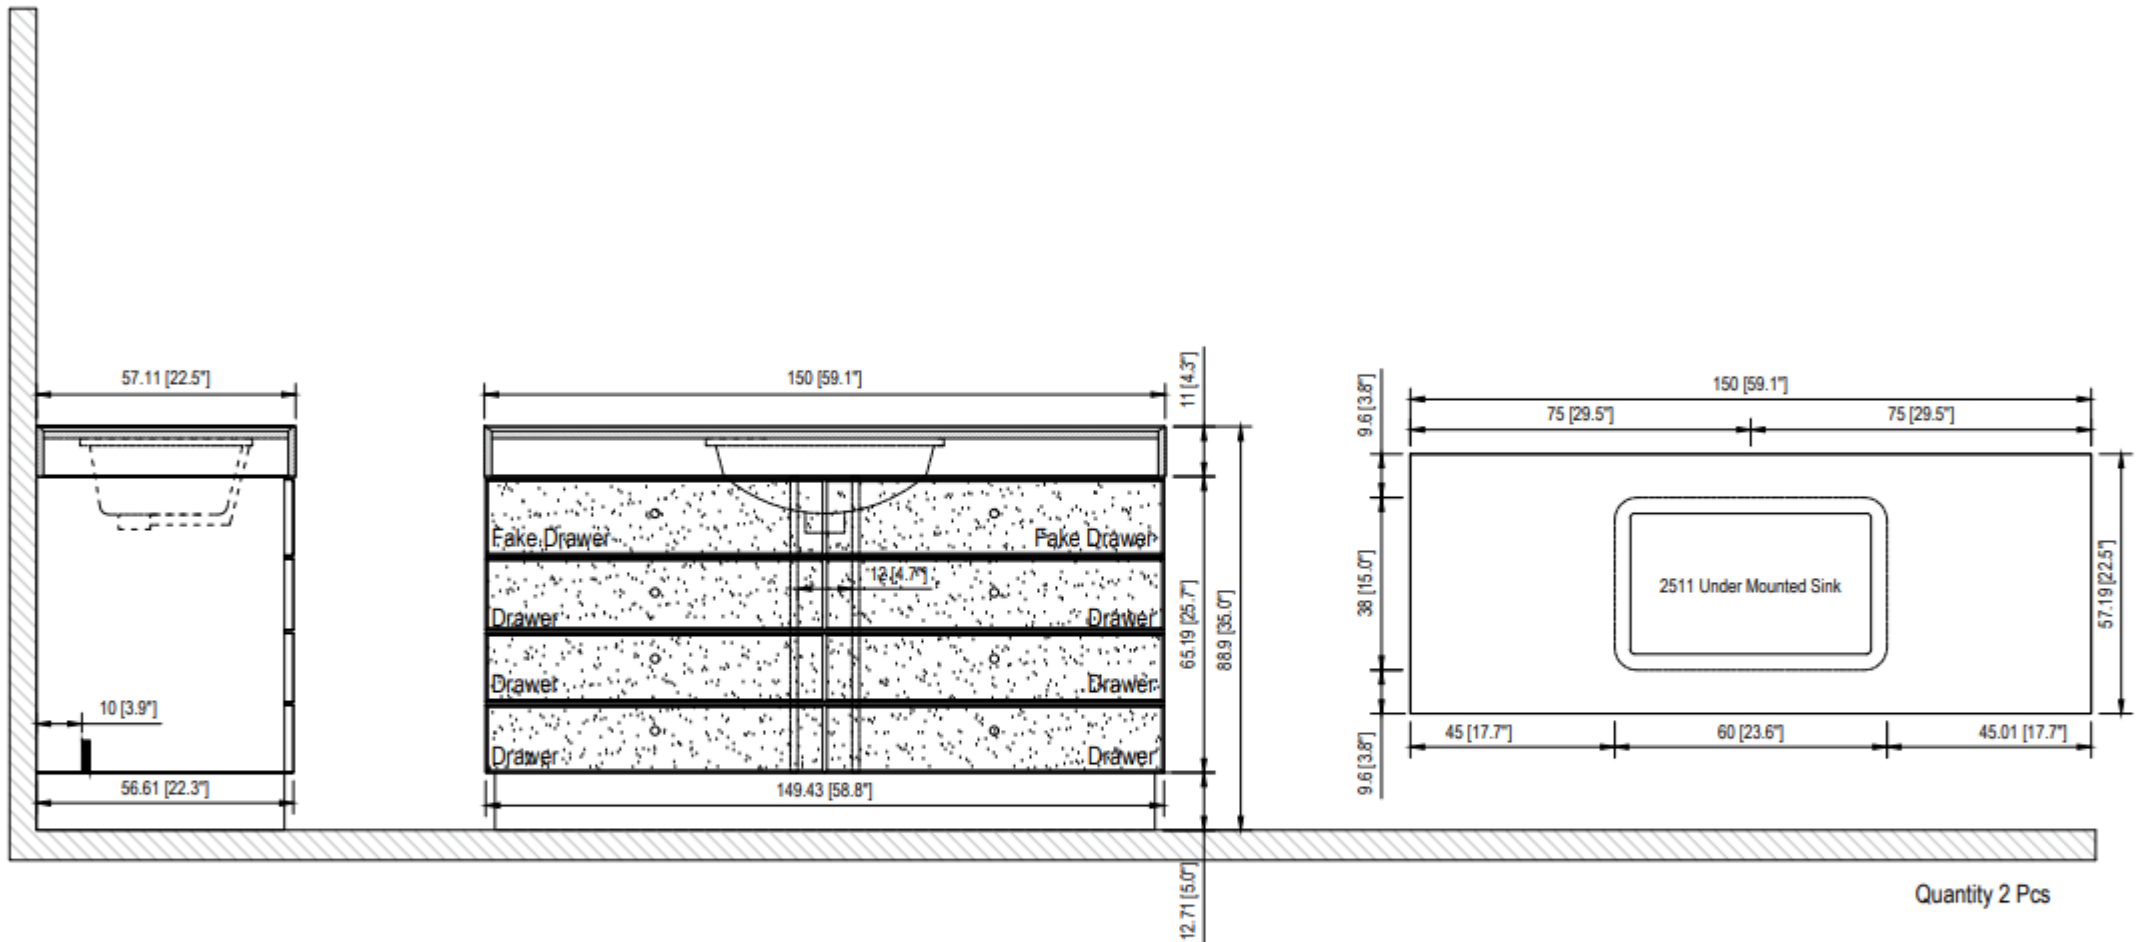 57.11 [22.5"]
10 [3.9"]
56.61 [22.3"]
150 [59.1"]
11 [4.3"]
Fake Drawer
Fake Drawer
12 [4.7"]
Drawer
Drawer
Drawer
Drawer
Drawer
Drawer
65.19 [25.7"]
88.9 [35.0"]
149.43 [58.8"]
12.71 [5.0"]
150 [59.1"]
75 [29.5"]
75 [29.5"]
9.6 [3.8"]
38 [15.0"]
2511 Under Mounted Sink
57.19 [22.5"]
9.6 [3.8"]
45 [17.7"]
60 [23.6"]
45.01 [17.7"]
Quantity 2 Pcs